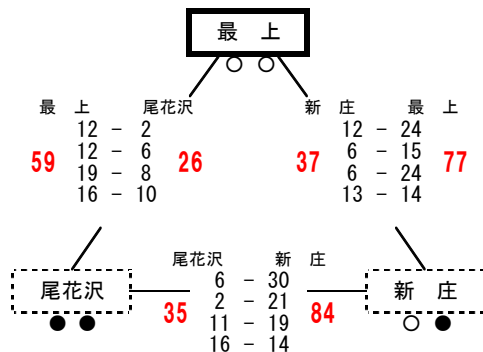 最 上
○ ○
最 上 尾花沢
12 - 2
12 - 6
19 - 8
16 - 10
59 26
新 庄 最 上
12 - 24
6 - 15
6 - 24
13 - 14
37 77
尾花沢 新 庄
6 - 30
2 - 21
11 - 19
16 - 14
35 84
尾花沢
● ●
新 庄
○ ●